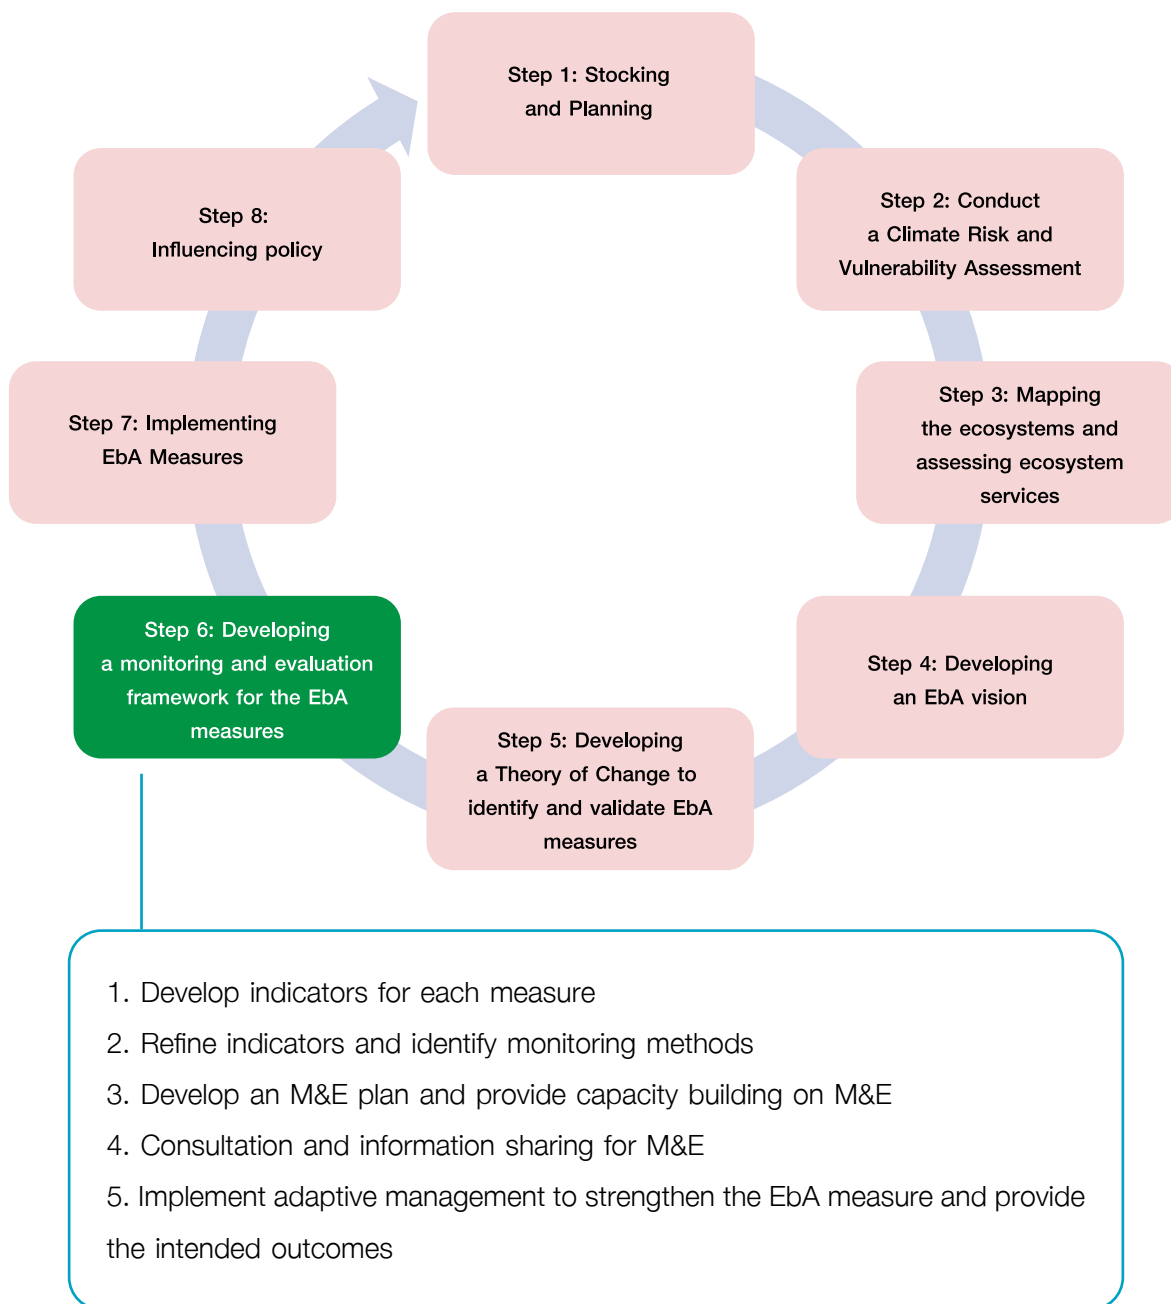 Step 1: Stocking
and Planning
Step 2: Conduct
a Climate Risk and
Vulnerability Assessment
Step 3: Mapping
the ecosystems and
assessing ecosystem
services
Step 4: Developing
an EbA vision
Step 5: Developing
a Theory of Change to
identify and validate EbA
measures
Step 6: Developing
a monitoring and evaluation
framework for the EbA
measures
Step 7: Implementing
EbA Measures
Step 8:
Influencing policy
1. Develop indicators for each measure
2. Refine indicators and identify monitoring methods
3. Develop an M&E plan and provide capacity building on M&E
4. Consultation and information sharing for M&E
5. Implement adaptive management to strengthen the EbA measure and provide
the intended outcomes